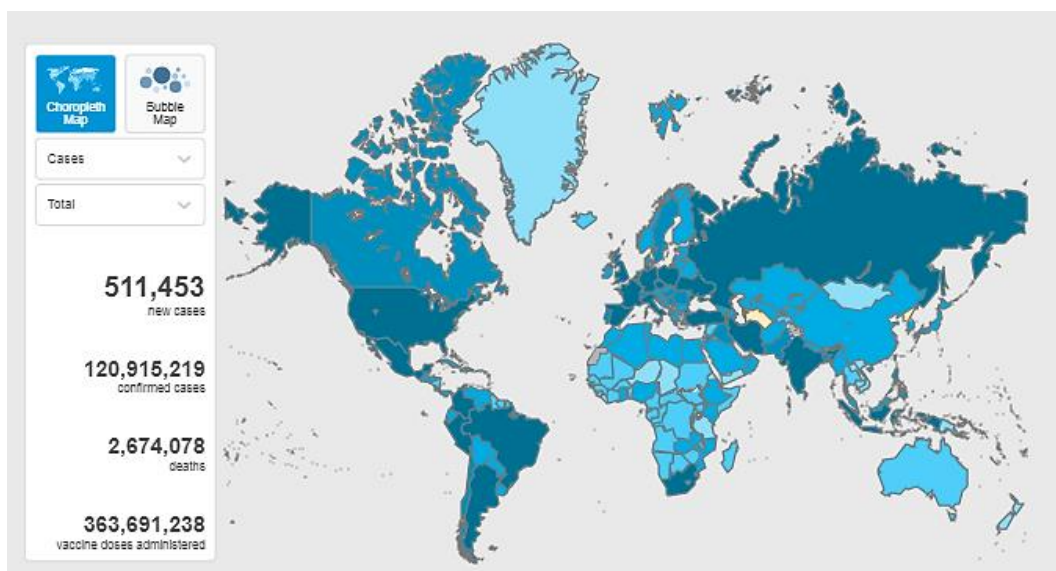 Choropleth
Map
Bubble
Map
Cases
Total
511,453
new cases
120,915,219
confirmed cases
2,674,078
deaths
363,691,238
vaccine doses administered